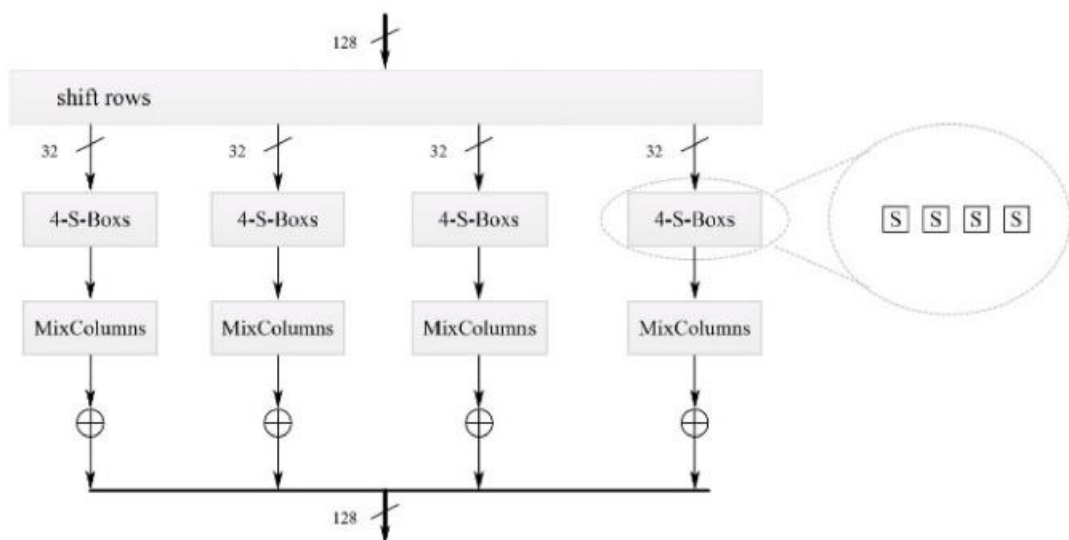 128
shift rows
32 32 32 32
4-S-Boxs 4-S-Boxs 4-S-Boxs 4-S-Boxs S S S S
MixColumns MixColumns MixColumns MixColumns
128